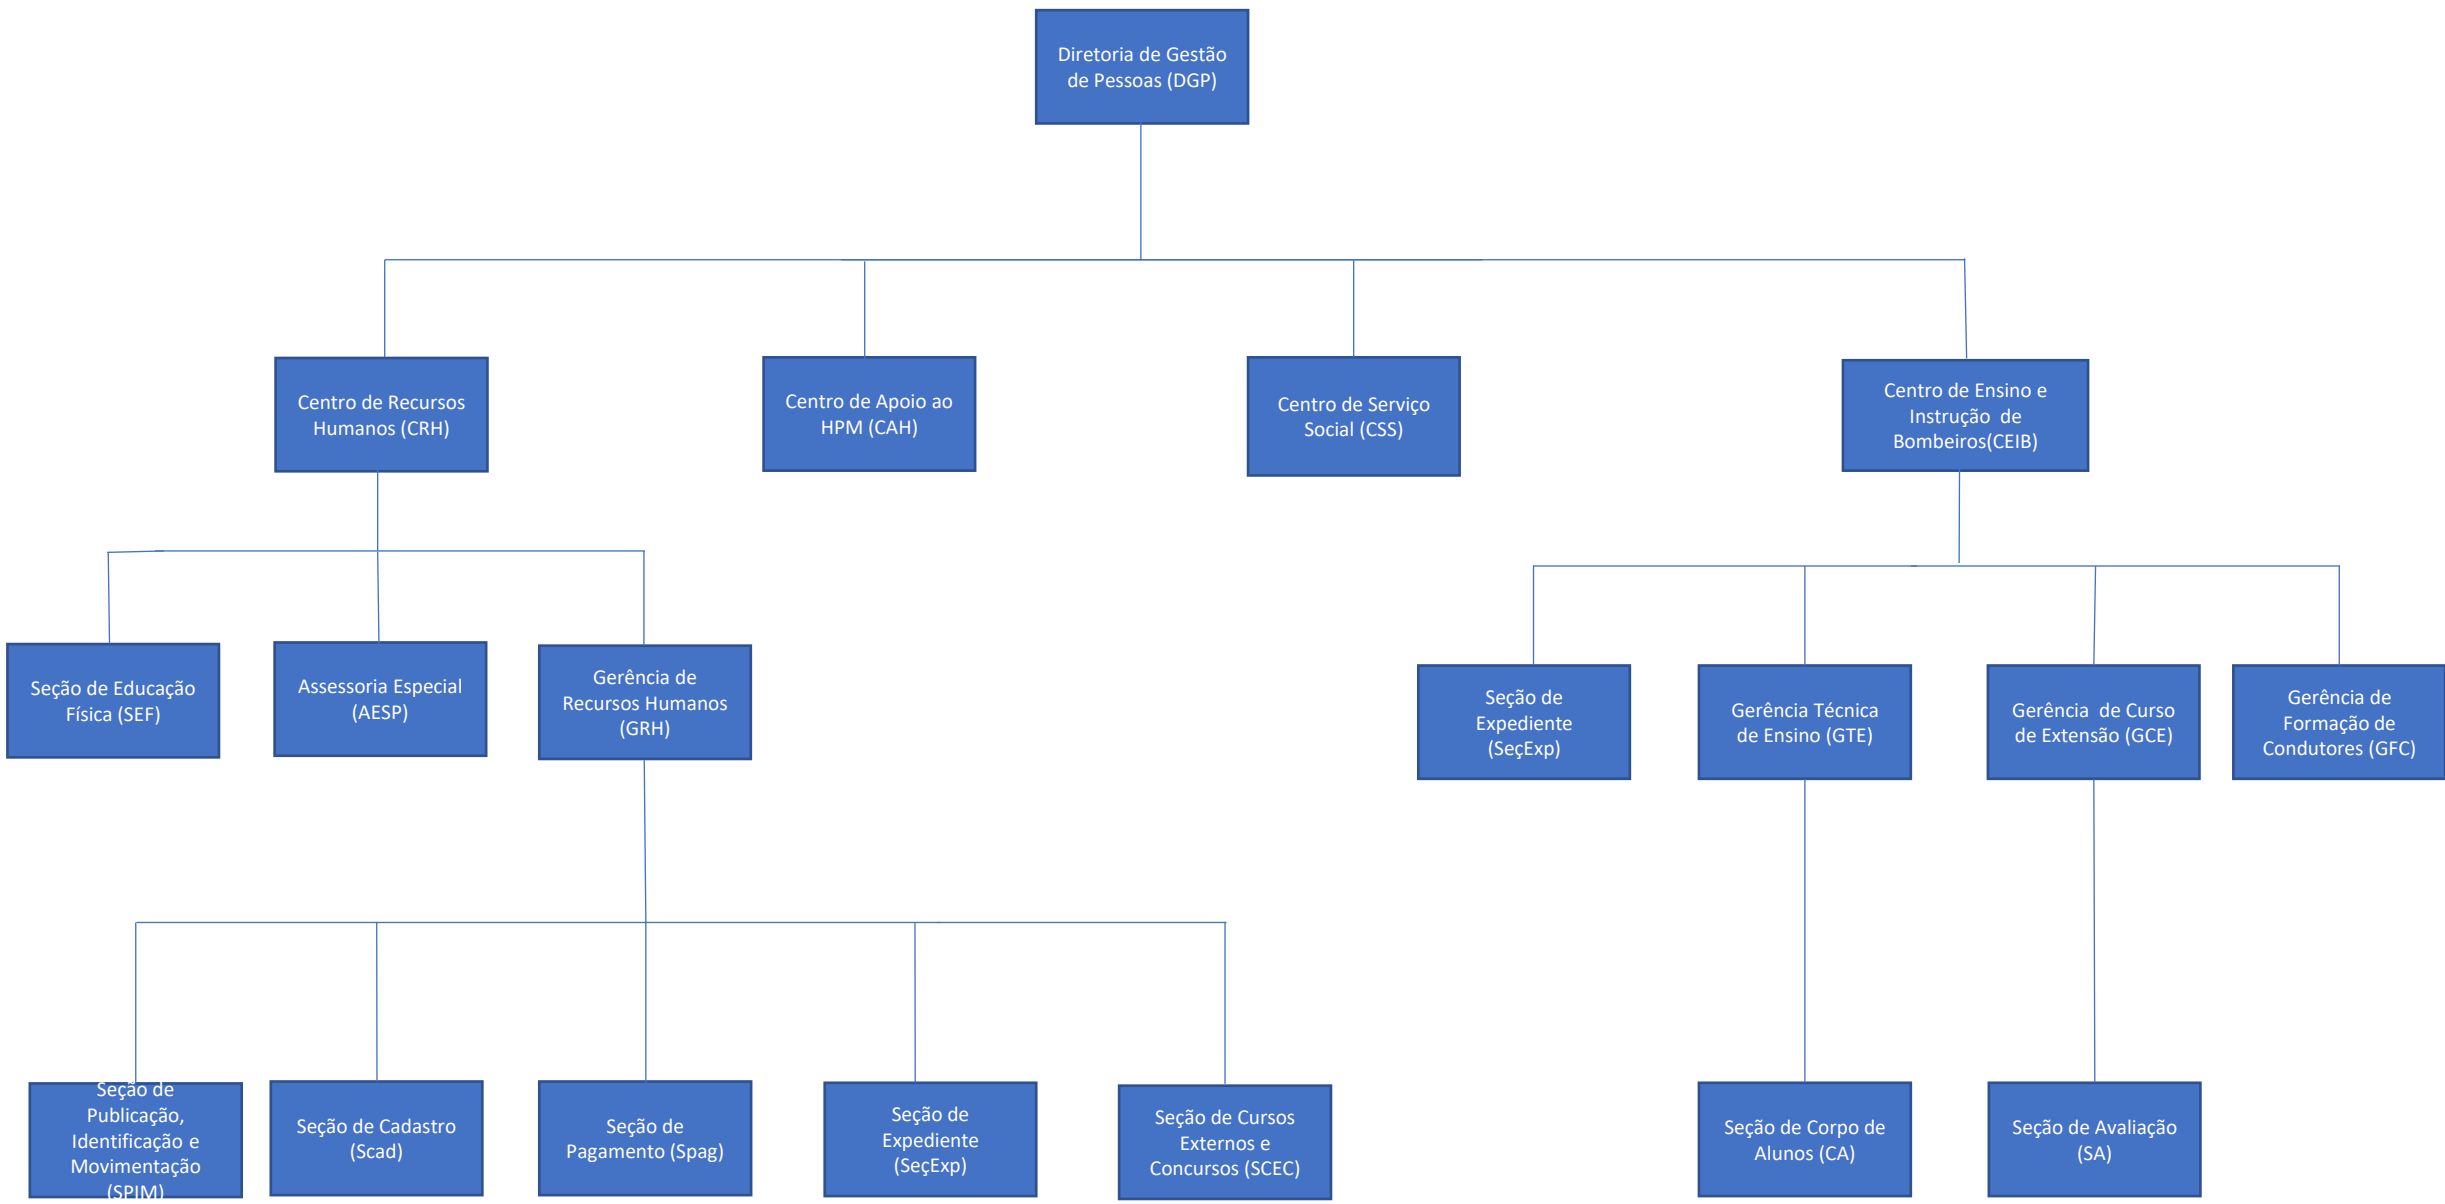 Diretoria de Gestão
de Pessoas (DGP)
Centro de Recursos
Humanos (CRH)
Centro de Apoio ao
HPM (CAH)
Centro de Serviço
Social (CSS)
Centro de Ensino e
Instrução  de
Bombeiros(CEIB)
Seção de Educação
Física (SEF)
Assessoria Especial
(AESP)
Gerência de
Recursos Humanos
(GRH)
Seção de
Expediente
(SeçExp)
Gerência Técnica
de Ensino (GTE)
Gerência  de Curso
de Extensão (GCE)
Gerência de
Formação de
Condutores (GFC)
Seção de
Publicação,
Identificação e
Movimentação
(SPIM)
Seção de Cadastro
(Scad)
Seção de
Pagamento (Spag)
Seção de
Expediente
(SeçExp)
Seção de Cursos
Externos e
Concursos (SCEC)
Seção de Corpo de
Alunos (CA)
Seção de Avaliação
(SA)